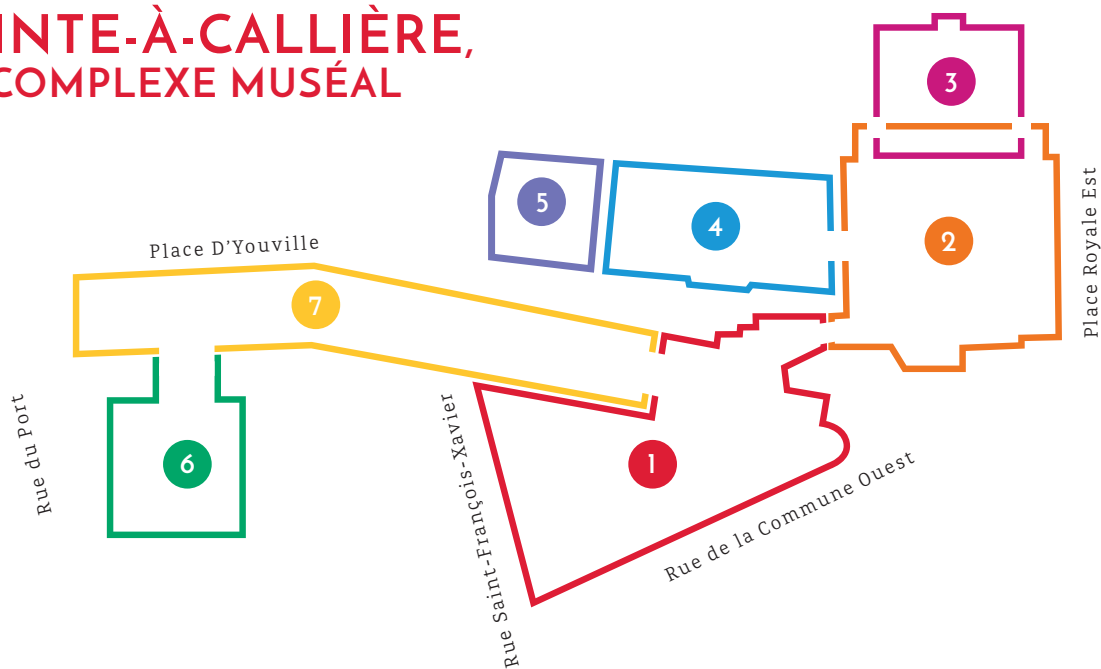 INTE-À-CALLIÈRE,
COMPLEXE MUSÉAL
3
5
4
2
Place Royale Est
Place D'Youville
7
Rue du Port
6
Rue Saint-François-Xavier
1
Rue de la Commune Ouest